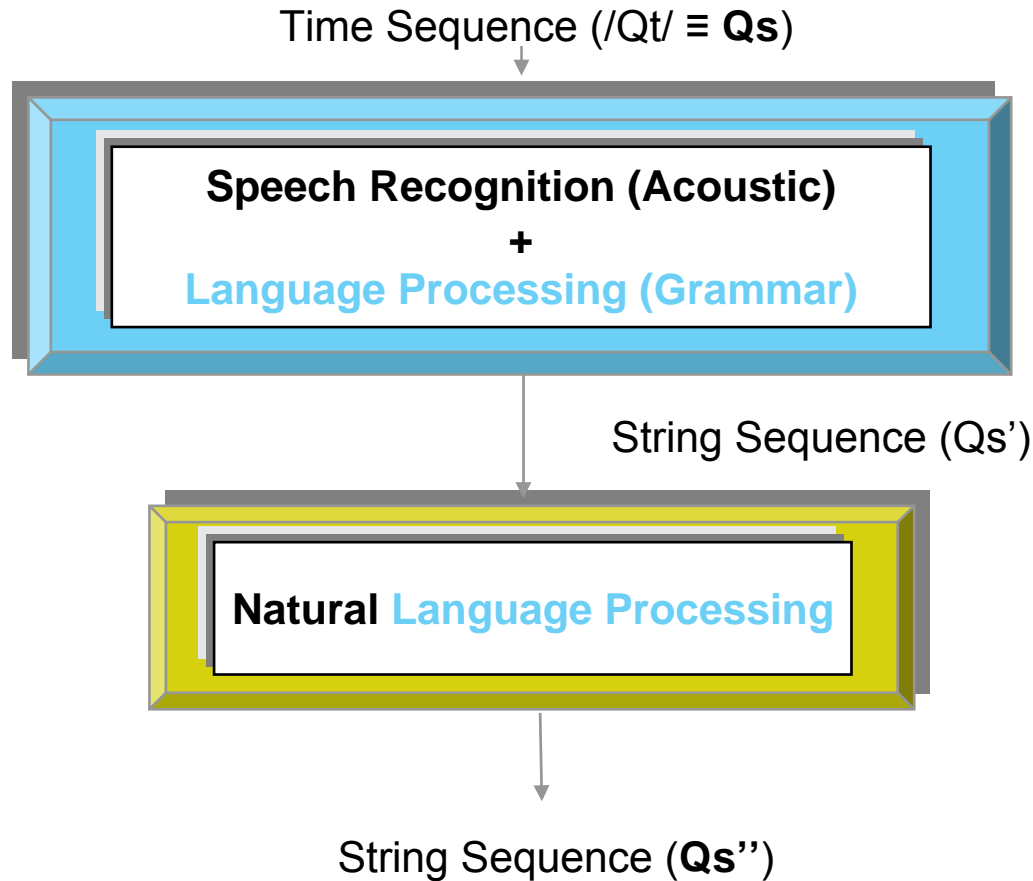 Time Sequence (/Qt/ ≡ Qs)
Speech Recognition (Acoustic)
+
Language Processing (Grammar)
String Sequence (Qs’)
Natural Language Processing
String Sequence (Qs’’)